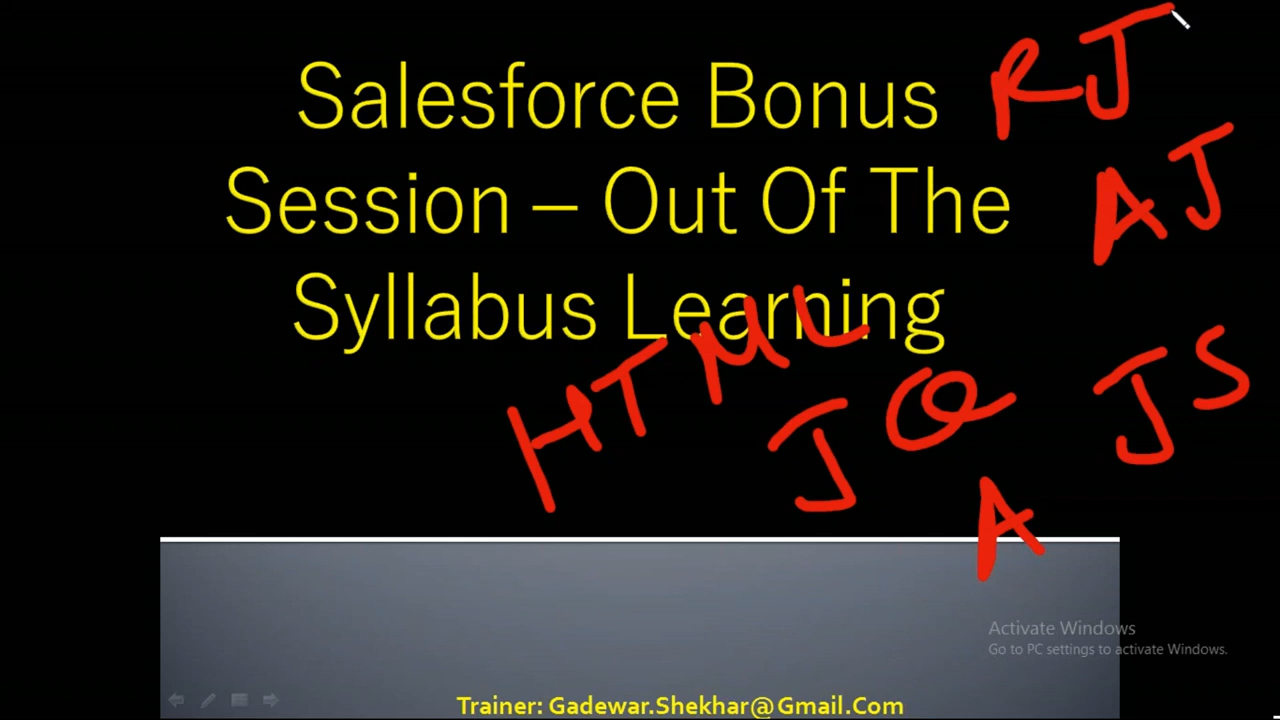 Salesforce Bonus
Session – Out Of The
Syllabus Learning
RJ
AJ
HTML
JQ
JS
A
Activate Windows
Go to PC settings to activate Windows.
Trainer: Gadewar.Shekhar@Gmail.Com